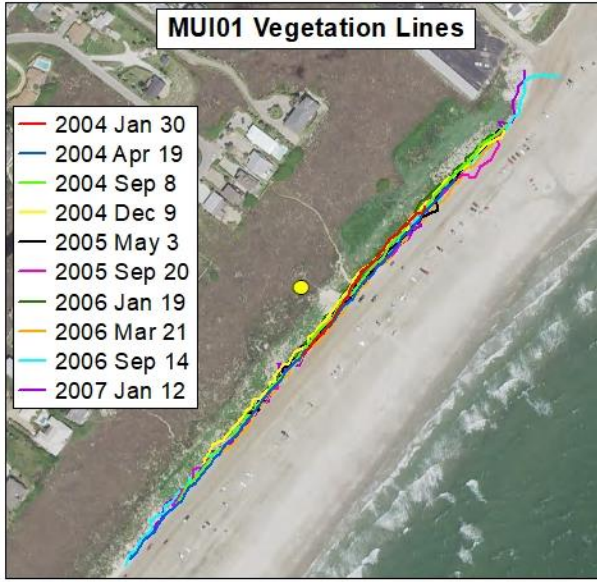 MUI01 Vegetation Lines
2004 Jan 30
2004 Apr 19
2004 Sep 8
2004 Dec 9
2005 May 3
2005 Sep 20
2006 Jan 19
2006 Mar 21
2006 Sep 14
2007 Jan 12